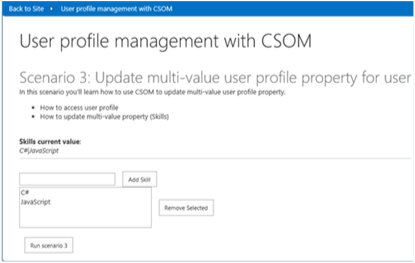 Back to Site ▸ User profile management with CSOM
User profile management with CSOM
Scenario 3: Update multi-value user profile property for user
In this scenario you'll learn how to use CSOM to update multi-value user profile property.
• How to access user profile
• How to update multi-value property (Skills)
Skills current value:
C#|JavaScript
Add Skill
C#
JavaScript
Remove Selected
Run scenario 3